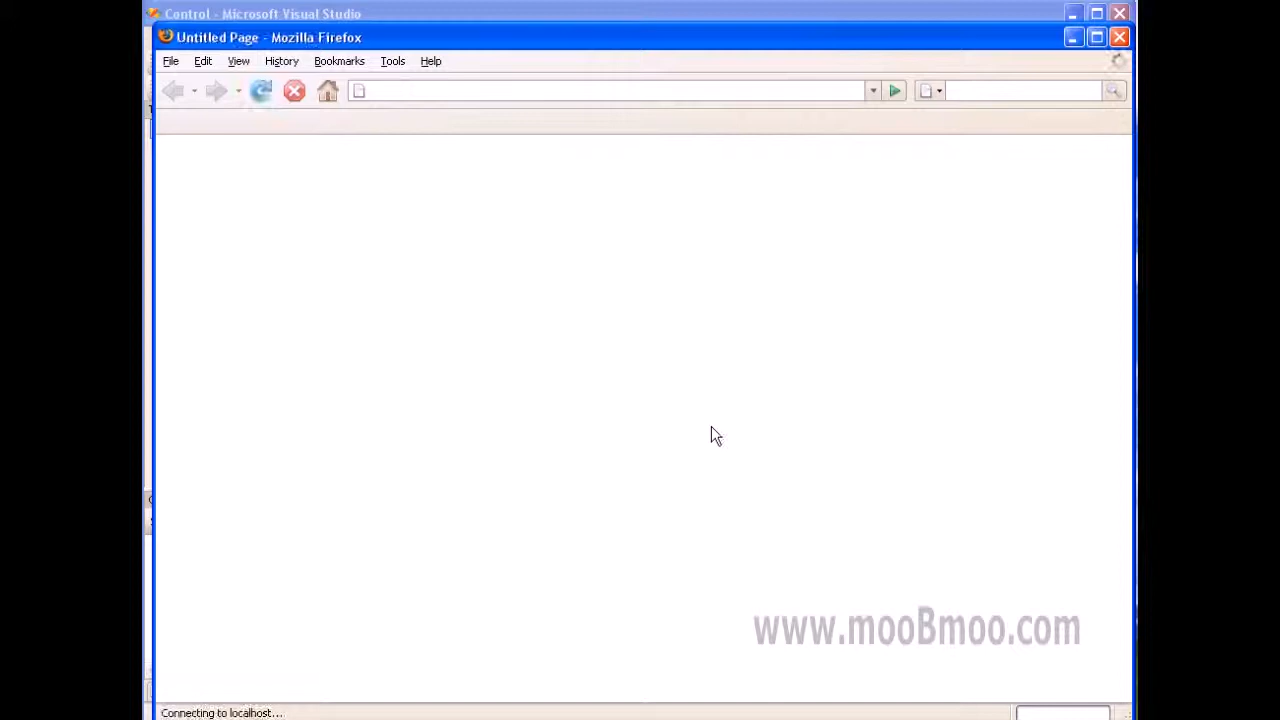 Control - Microsoft Visual Studio
Untitled Page - Mozilla Firefox
File Edit View History Bookmarks Tools Help
www.mooBmoo.com
Connecting to localhost...